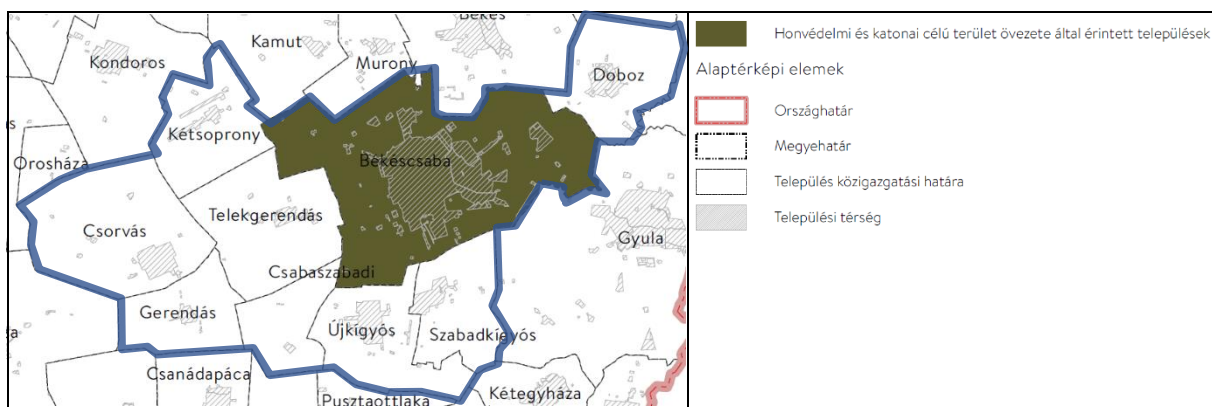 Békés
Kamut
Kondoros
Murony
Doboz
Kétsoprony
Orosháza
Békéscsaba
Telekgerendás
Csorvás
Gyula
Csabaszabadi
Gerendás
Újkígyós
Szabadkígyós
Csanádapáca
Kétegyháza
Pusztaottlaka
Honvédelmi és katonai célú terület övezete által érintett települések
Alaptérképi elemek
Országhatár
Megyehatár
Település közigazgatási határa
Települési térség